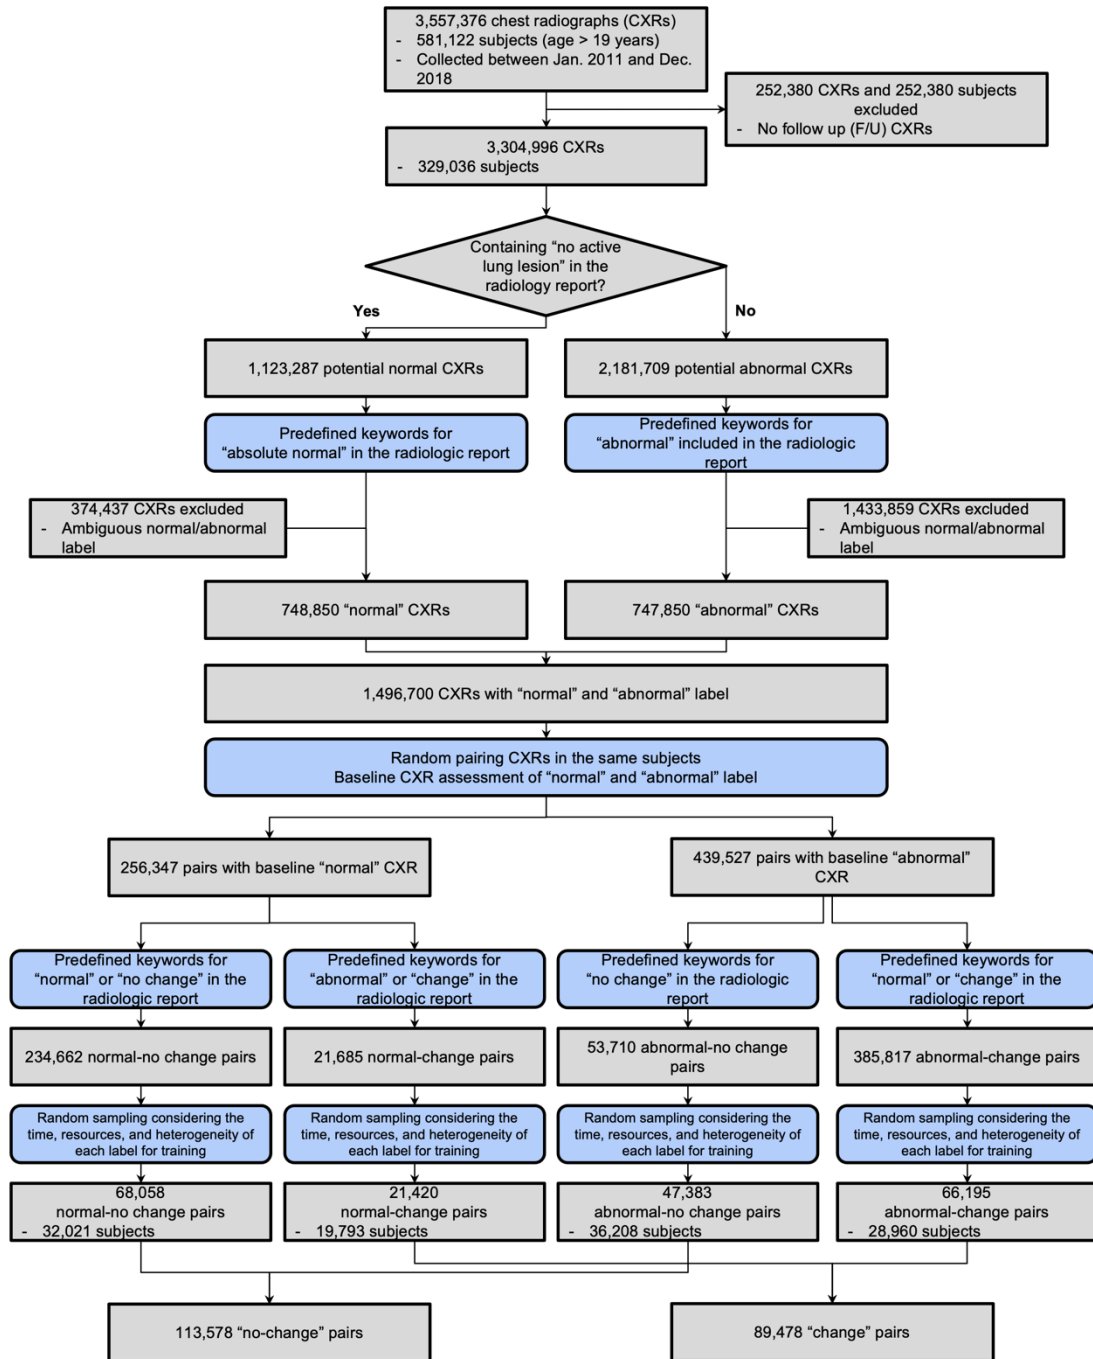 3,557,376 chest radiographs (CXRs)
- 581,122 subjects (age > 19 years)
- Collected between Jan. 2011 and Dec.
2018
252,380 CXRs and 252,380 subjects
excluded
- No follow up (F/U) CXRs
3,304,996 CXRs
- 329,036 subjects
Containing “no active
lung lesion” in the
radiology report?
Yes
No
1,123,287 potential normal CXRs
2,181,709 potential abnormal CXRs
Predefined keywords for
“absolute normal” in the radiologic report
Predefined keywords for
“abnormal” included in the radiologic
report
374,437 CXRs excluded
- Ambiguous normal/abnormal
label
1,433,859 CXRs excluded
- Ambiguous normal/abnormal
label
748,850 “normal” CXRs
747,850 “abnormal” CXRs
1,496,700 CXRs with “normal” and “abnormal” label
Random pairing CXRs in the same subjects
Baseline CXR assessment of “normal” and “abnormal” label
256,347 pairs with baseline “normal” CXR
439,527 pairs with baseline “abnormal”
CXR
Predefined keywords for
“normal” or “no change” in the
radiologic report
Predefined keywords for
“abnormal” or “change” in the
radiologic report
Predefined keywords for
“no change” in the radiologic
report
Predefined keywords for
“normal” or “change” in the
radiologic report
234,662 normal-no change pairs
21,685 normal-change pairs
53,710 abnormal-no change
pairs
385,817 abnormal-change pairs
Random sampling considering the
time, resources, and heterogeneity of
each label for training
Random sampling considering the
time, resources, and heterogeneity of
each label for training
Random sampling considering the
time, resources, and heterogeneity of
each label for training
Random sampling considering the
time, resources, and heterogeneity of
each label for training
68,058
normal-no change pairs
- 32,021 subjects
21,420
normal-change pairs
- 19,793 subjects
47,383
abnormal-no change pairs
- 36,208 subjects
66,195
abnormal-change pairs
- 28,960 subjects
113,578 “no-change” pairs
89,478 “change” pairs